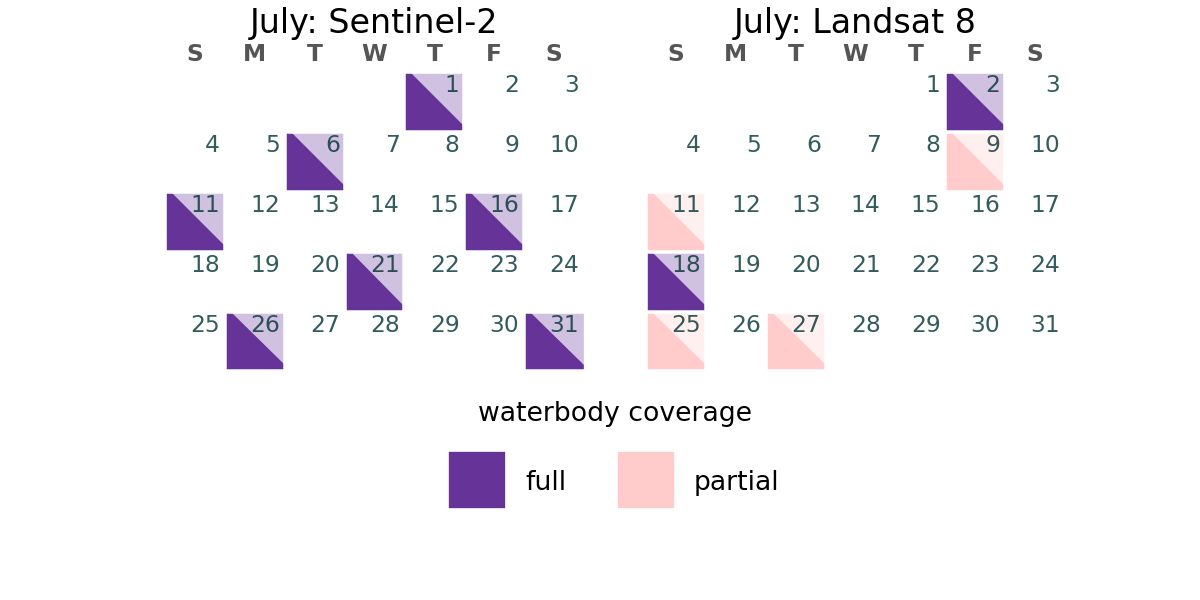 July: Sentinel-2
S M T W T F S
1 2 3
4 5 6 7 8 9 10
11 12 13 14 15 16 17
18 19 20 21 22 23 24
25 26 27 28 29 30 31
July: Landsat 8
S M T W T F S
1 2 3
4 5 6 7 8 9 10
11 12 13 14 15 16 17
18 19 20 21 22 23 24
25 26 27 28 29 30 31
waterbody coverage
full partial